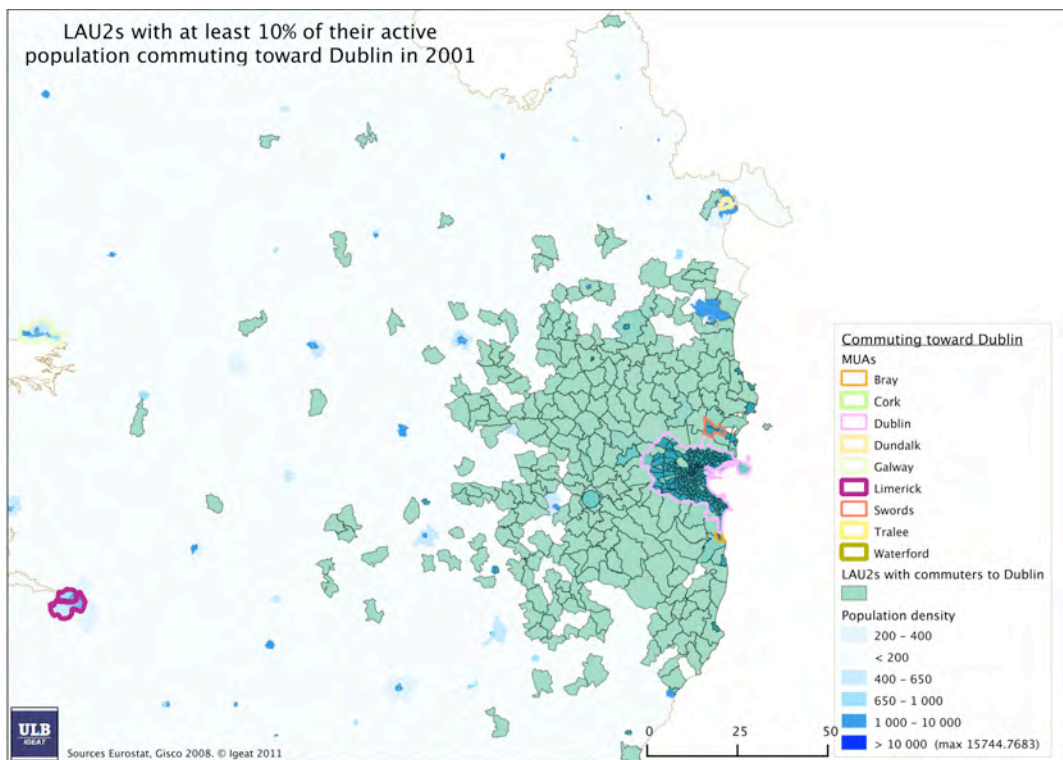 LAU2s with at least 10% of their active
population commuting toward Dublin in 2001
Commuting toward Dublin
MUAs
Bray
Cork
Dublin
Dundalk
Galway
Limerick
Swords
Tralee
Waterford
LAU2s with commuters to Dublin
Population density
200 - 400
< 200
400 - 650
650 - 1 000
1 000 - 10 000
> 10 000 (max 15744.7683)
0 25 50
ULB
IGEAT
Sources Eurostat, Gisco 2008. © Igeat 2011